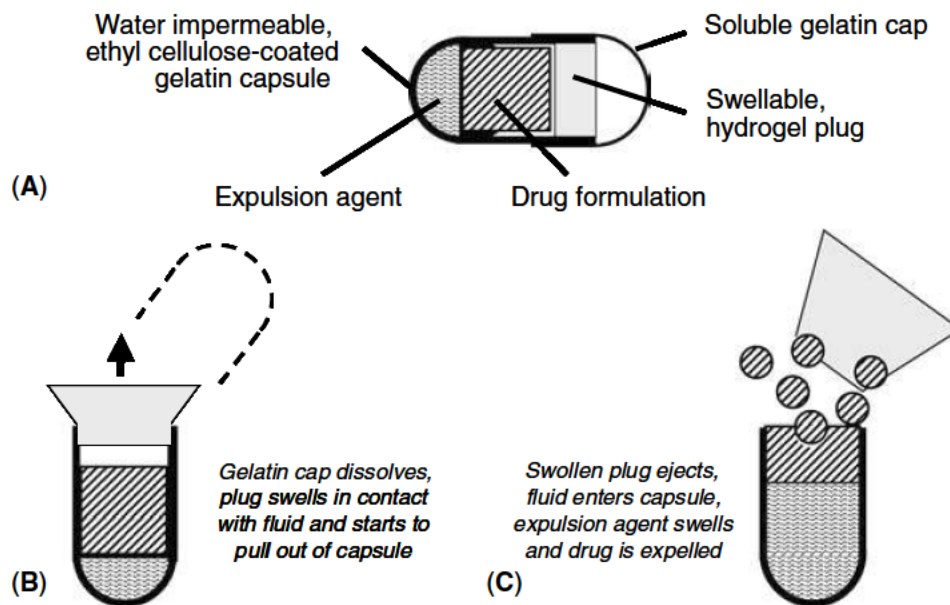 Water impermeable,
ethyl cellulose-coated
gelatin capsule
Soluble gelatin cap
Swellable,
hydrogel plug
Expulsion agent
Drug formulation
(A)
Gelatin cap dissolves,
plug swells in contact
with fluid and starts to
pull out of capsule
(B)
Swollen plug ejects,
fluid enters capsule,
expulsion agent swells
and drug is expelled
(C)